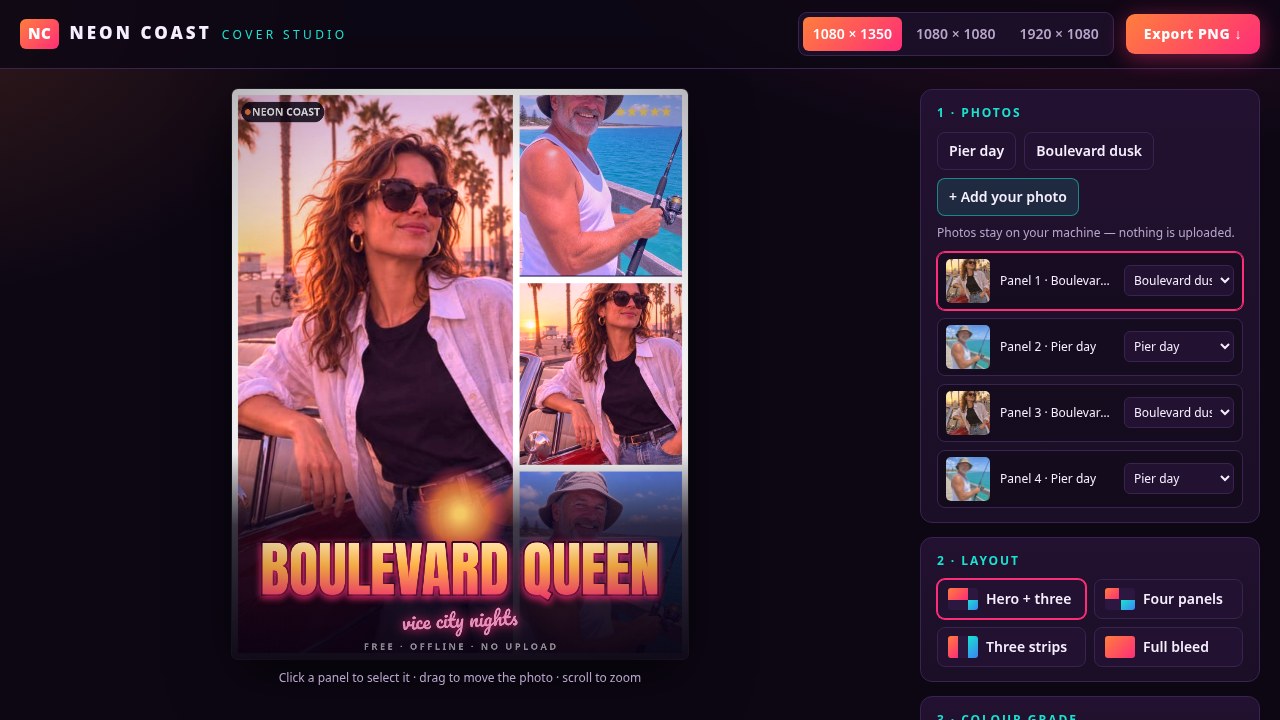 NC NEON COAST COVER STUDIO
1080 × 1350 1080 × 1080 1920 × 1080
Export PNG ↓
NEON COAST
★★★★★
BOULEVARD QUEEN
vice city nights
FREE · OFFLINE · NO UPLOAD
Click a panel to select it · drag to move the photo · scroll to zoom
1 · PHOTOS
Pier day Boulevard dusk
+ Add your photo
Photos stay on your machine — nothing is uploaded.
Panel 1 · Boulevar... Boulevard dus
Panel 2 · Pier day Pier day
Panel 3 · Boulevar... Boulevard dus
Panel 4 · Pier day Pier day
2 · LAYOUT
Hero + three Four panels
Three strips Full bleed
3 · COLOUR GRADE